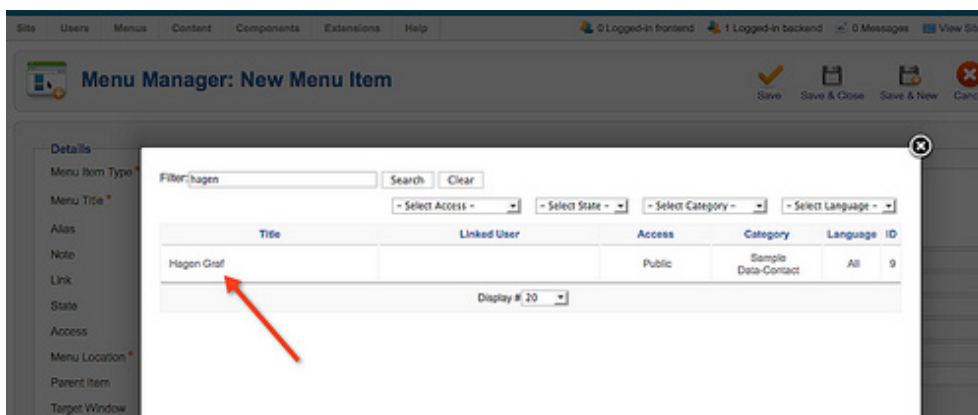 Site Users Menus Content Components Extensions Help 0 Logged-in frontend 1 Logged-in backend 0 Messages View
Menu Manager: New Menu Item
Save Save & Close Save & New
Details
Menu Item Type *
Filter: hagen Search Clear
Menu Title *
- Select Access - - Select State - - Select Category - - Select Language -
Alias
Title Linked User Access Category Language ID
Note
Hagen Graf Public Sample Data-Contact All 9
Link
Display # 20
State
Access
Menu Location *
Parent Item
Target Window